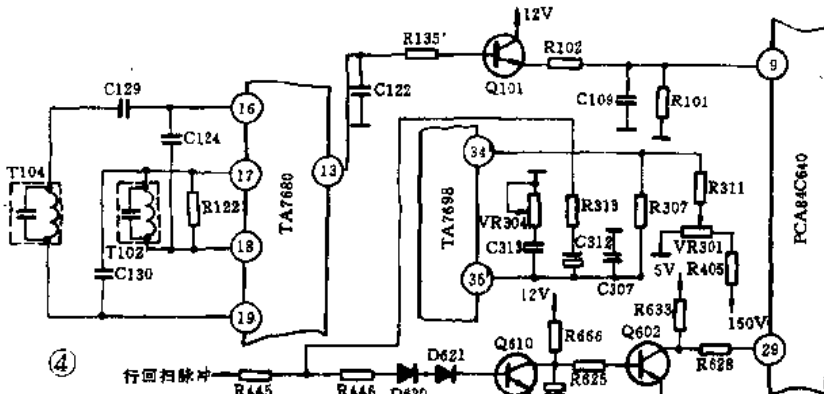 12V
R135'
R102
Q101
9
C129
C122
C109
R101
16
C124
13
34
T104
17
R122
TA7680
TA7698
R311
PCA84C640
VR304
R313
R307
T102
18
C313
C312
VR301
C130
C307
5V
R405
35
12V
R633
150V
19
R666
Q602
④
D621
Q610
29
行回扫脉冲
R445
R446
D620
R625
R628